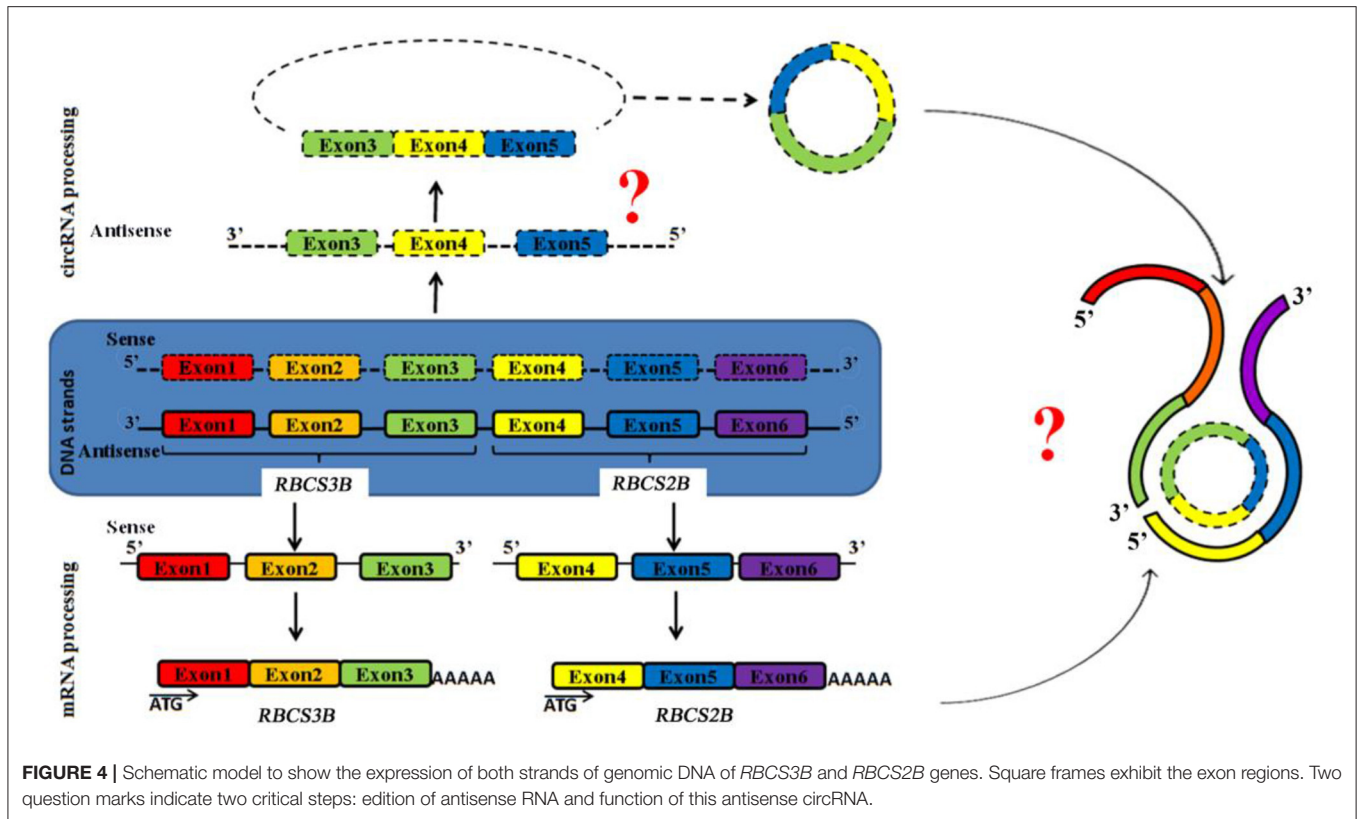 circRNA processing
Exon3 Exon4 Exon5
?
Antisense 3' Exon3 Exon4 Exon5 5'
DNA strands
Sense
5' Exon1 Exon2 Exon3 Exon4 Exon5 Exon6 3'
3' Exon1 Exon2 Exon3 Exon4 Exon5 Exon6 5'
Antisense
RBCS3B RBCS2B
mRNA processing
Sense
5' 3' 5' 3'
Exon1 Exon2 Exon3 Exon4 Exon5 Exon6
Exon1 Exon2 Exon3 AAAAA Exon4 Exon5 Exon6 AAAAA
ATG ATG
RBCS3B RBCS2B
5' 3'
?
3'
5'
FIGURE 4 | Schematic model to show the expression of both strands of genomic DNA of RBCS3B and RBCS2B genes. Square frames exhibit the exon regions. Two
question marks indicate two critical steps: edition of antisense RNA and function of this antisense circRNA.